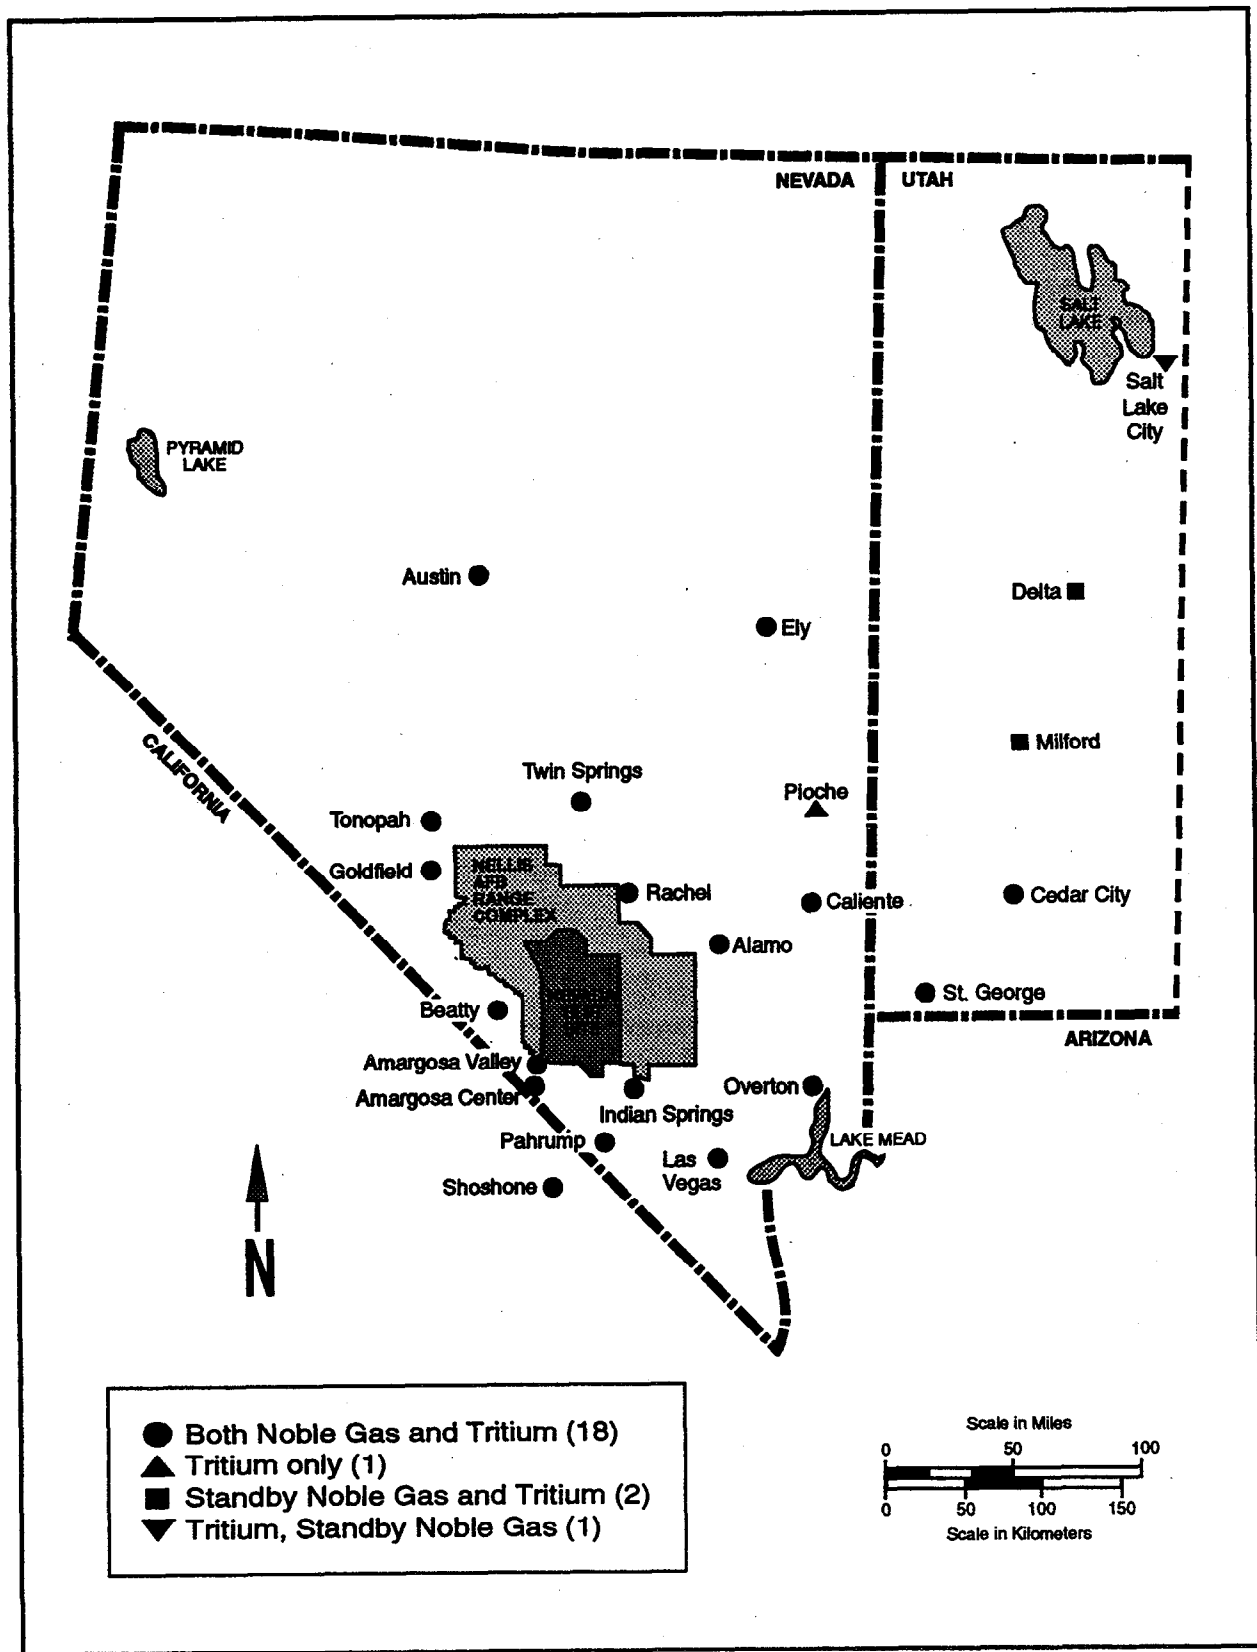 NEVADA
UTAH
SALT
LAKE
Salt
Lake
City
PYRAMID
LAKE
Austin
Delta
Ely
CALIFORNIA
Milford
Twin Springs
Pioche
Tonopah
Goldfield
NELLIS
AFB
RANGE
COMPLEX
Rachel
Caliente
Cedar City
Alamo
St. George
Beatty
ARIZONA
Amargosa Valley
Amargosa Center
Indian Springs
Overton
Pahrump
LAKE MEAD
Las
Vegas
Shoshone
N
Both Noble Gas and Tritium (18)
Tritium only (1)
Standby Noble Gas and Tritium (2)
Tritium, Standby Noble Gas (1)
Scale in Miles
0 50 100
0 50 100 150
Scale in Kilometers